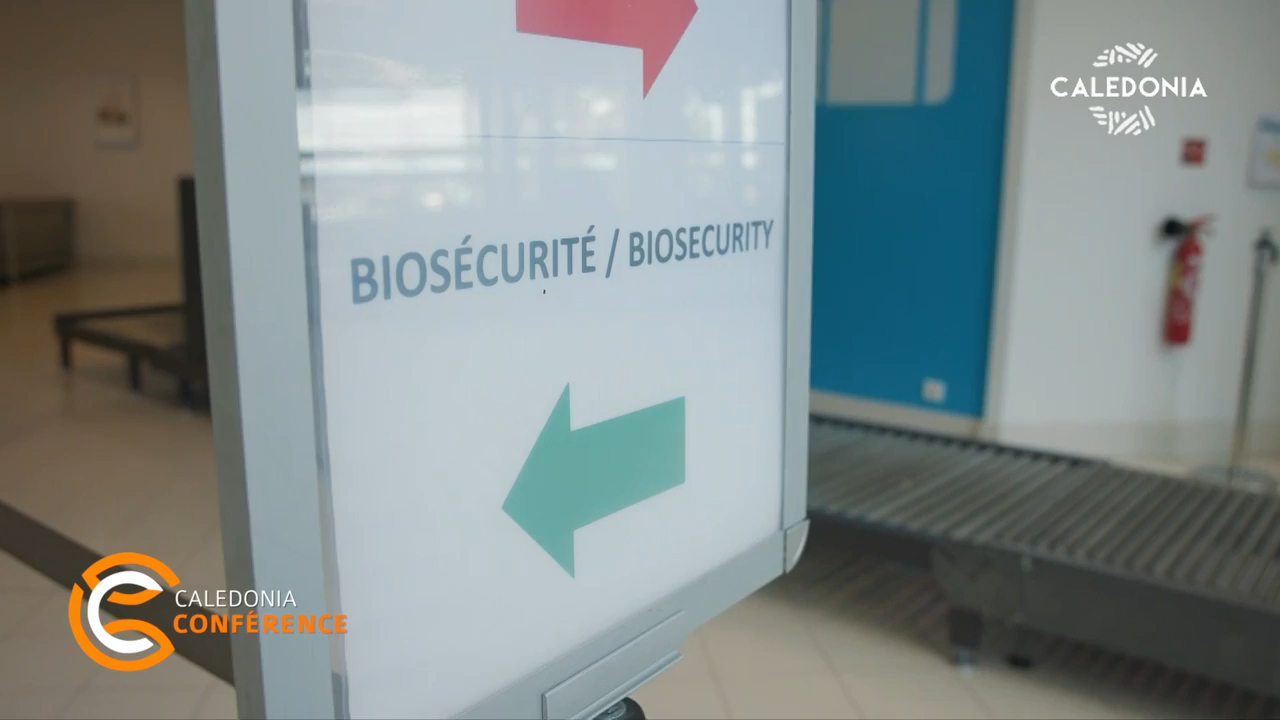 CALEDONIA
BIOSÉCURITÉ / BIOSECURITY
CALEDONIA
CONFÉRENCE